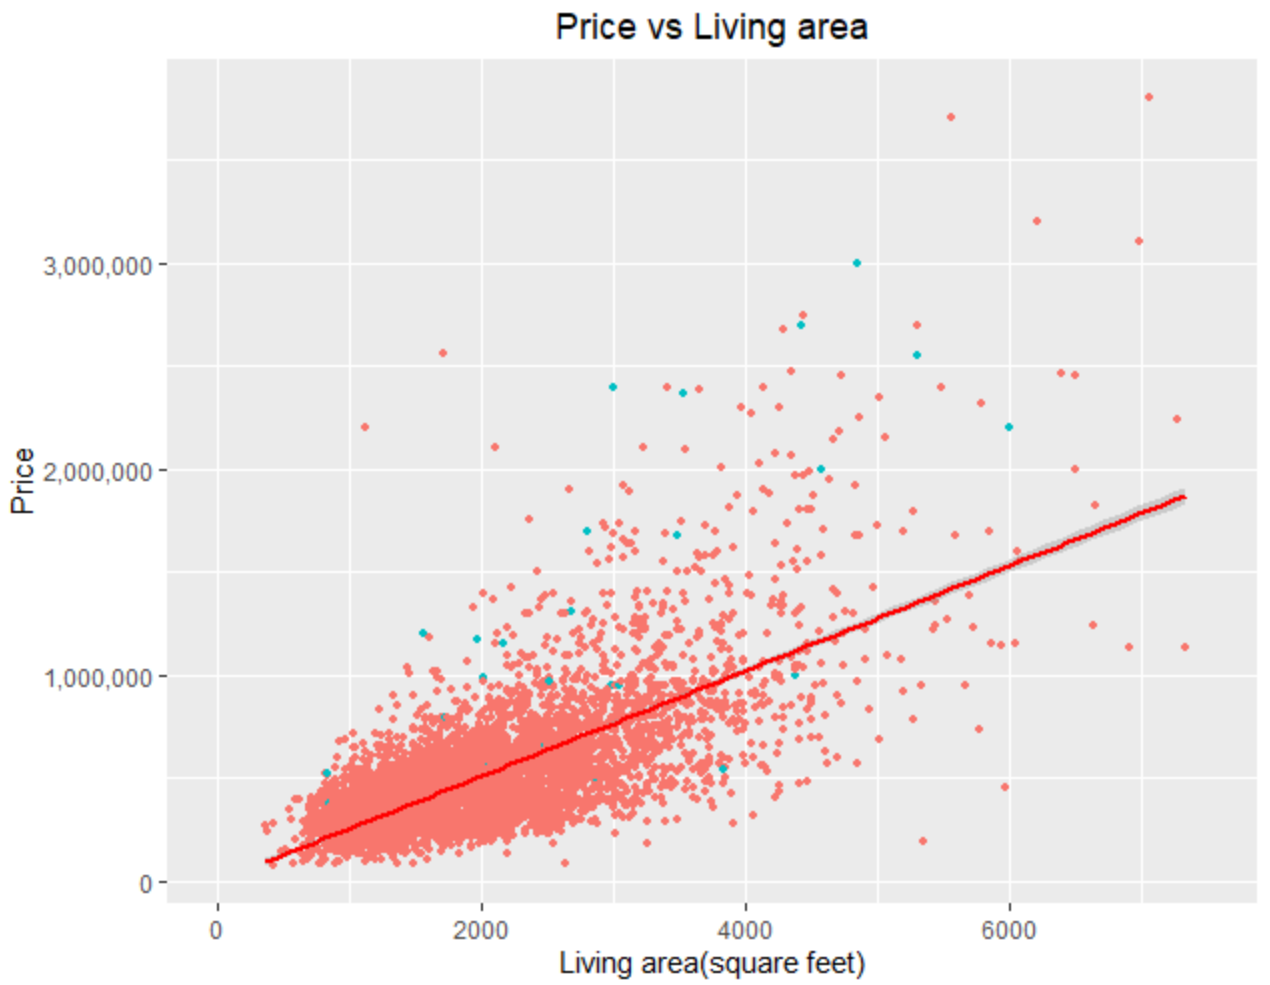 Price vs Living area
Price
3,000,000
2,000,000
1,000,000
0
0 2000 4000 6000
Living area(square feet)